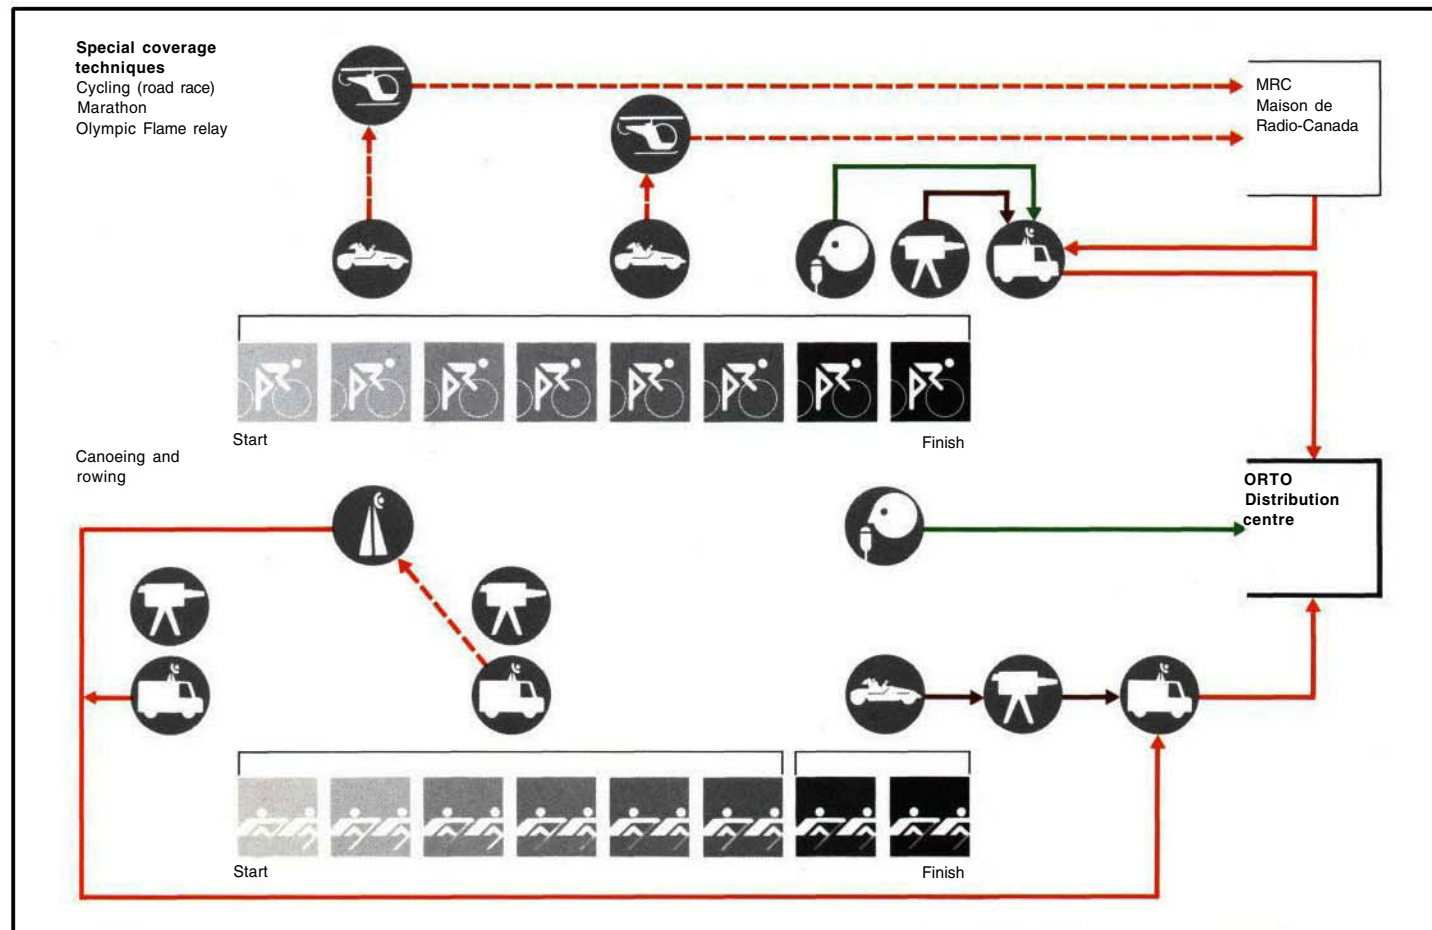 Special coverage
techniques
Cycling (road race)
Marathon
Olympic Flame relay
MRC
Maison de
Radio-Canada
Start
Finish
Canoeing and
rowing
ORTO
Distribution
centre
Start
Finish